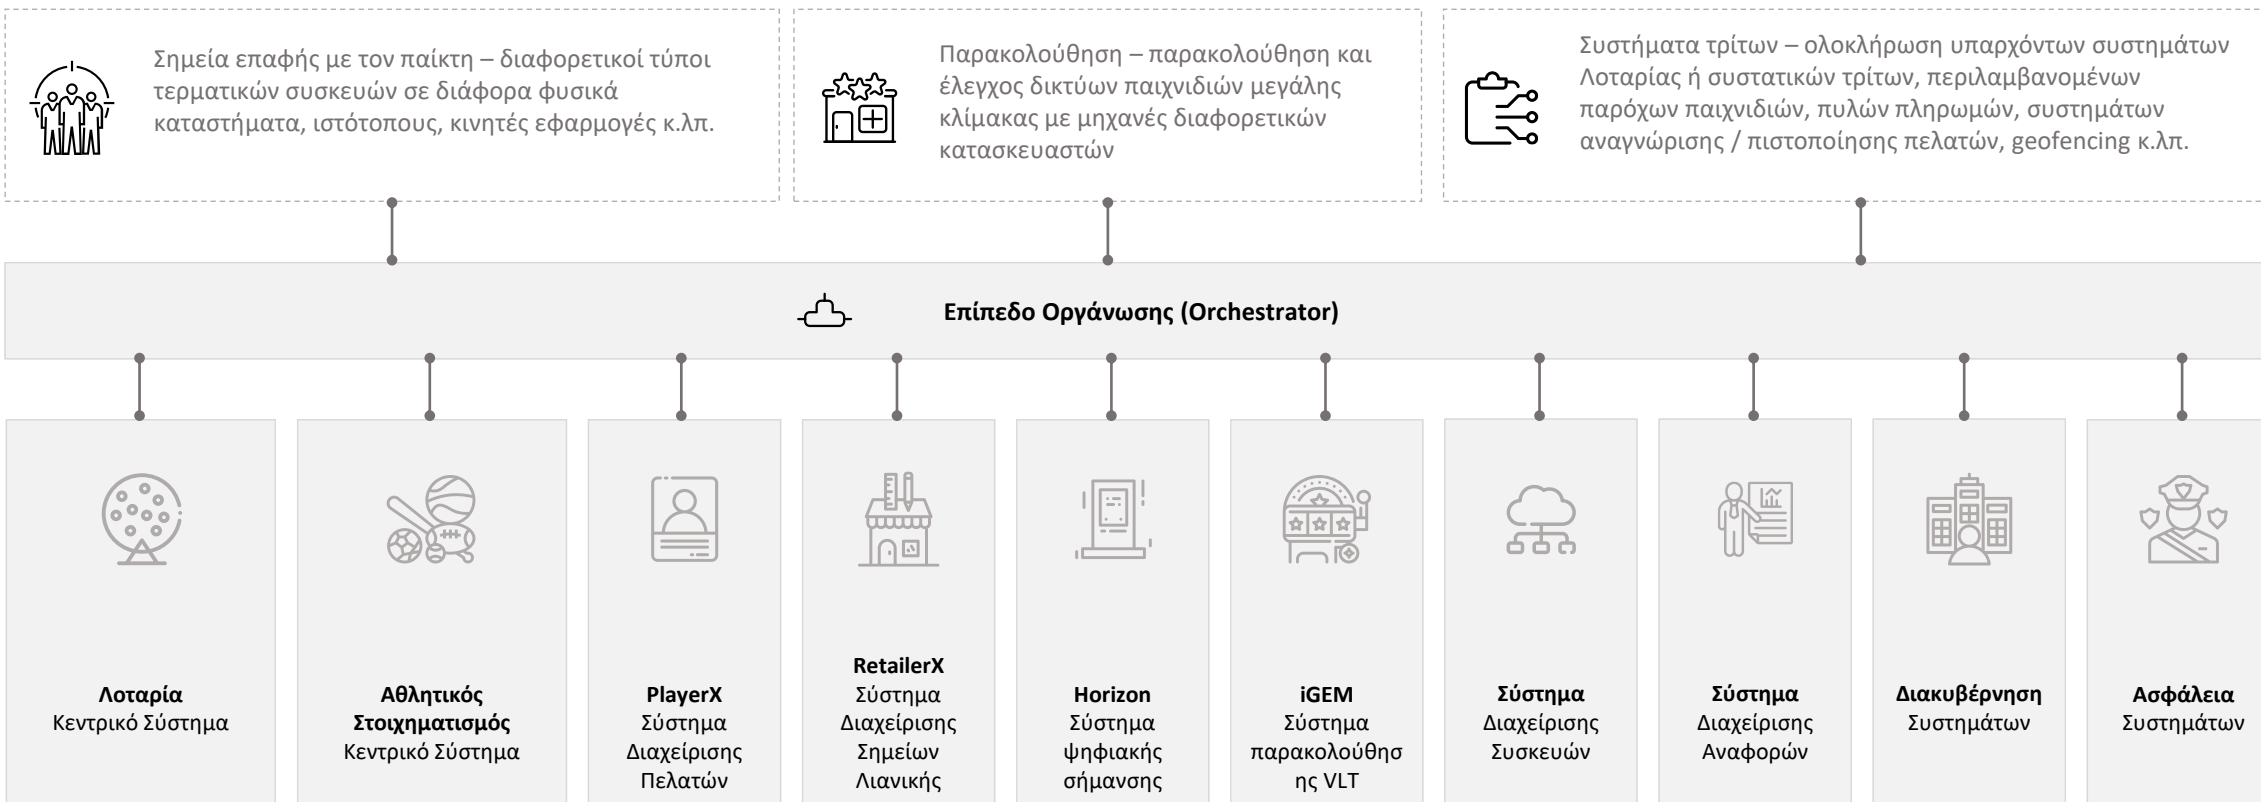 Σημεία επαφής με τον παίκτη – διαφορετικοί τύποι
τερματικών συσκευών σε διάφορα φυσικά
καταστήματα, ιστότοπους, κινητές εφαρμογές κ.λπ.
Παρακολούθηση – παρακολούθηση και
έλεγχος δικτύων παιχνιδιών μεγάλης
κλίμακας με μηχανές διαφορετικών
κατασκευαστών
Συστήματα τρίτων – ολοκλήρωση υπαρχόντων συστημάτων
Λοταρίας ή συστατικών τρίτων, περιλαμβανομένων
παρόχων παιχνιδιών, πυλών πληρωμών, συστημάτων
αναγνώρισης / πιστοποίησης πελατών, geofencing κ.λπ.
Επίπεδο Οργάνωσης (Orchestrator)
Λοταρία
Κεντρικό Σύστημα
Αθλητικός
Στοιχηματισμός
Κεντρικό Σύστημα
PlayerX
Σύστημα
Διαχείρισης
Πελατών
RetailerX
Σύστημα
Διαχείρισης
Σημείων
Λιανικής
Horizon
Σύστημα
ψηφιακής
σήμανσης
iGEM
Σύστημα
παρακολούθησ
ης VLT
Σύστημα
Διαχείρισης
Συσκευών
Σύστημα
Διαχείρισης
Αναφορών
Διακυβέρνηση
Συστημάτων
Ασφάλεια
Συστημάτων